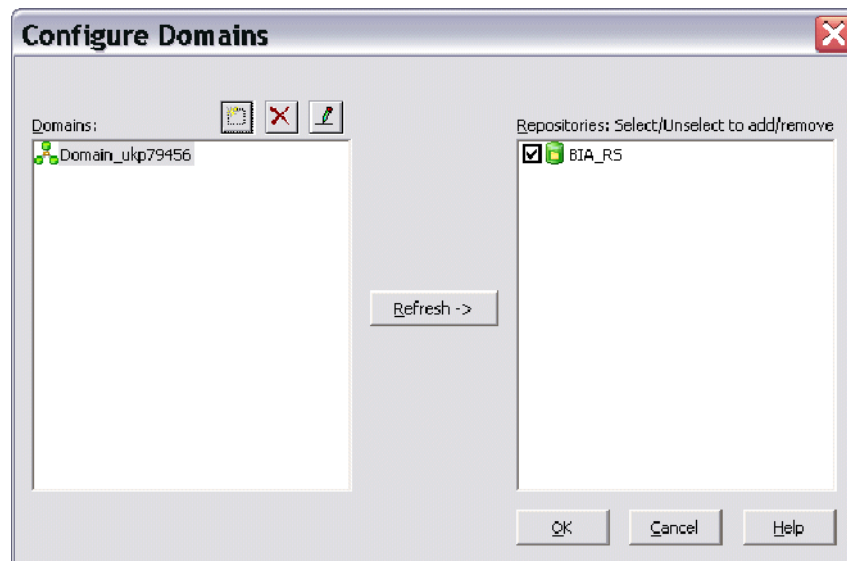 Configure Domains
Domains:
Repositories: Select/Unselect to add/remove
Domain_ukp79456
BIA_RS
Refresh ->
OK
Cancel
Help